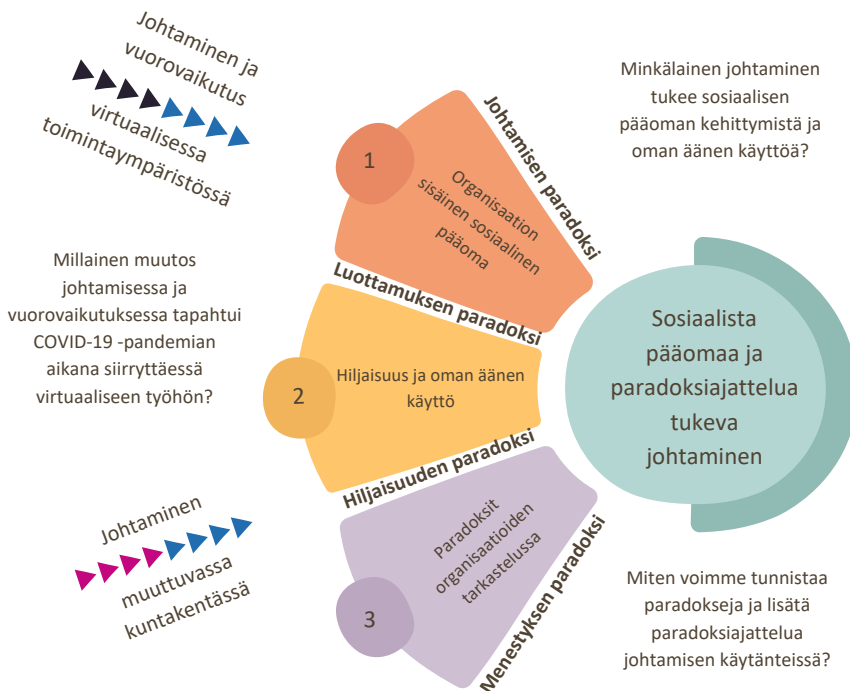 Johtaminen ja
vuorovaikutus
virtuaalisessa
toimintaympäristössä
Minkälainen johtaminen
tukee sosiaalisen
pääoman kehittymistä ja
oman äänen käyttöä?
1
Johtamisen paradoksi
Organisaation
sisäinen sosiaalinen
pääoma
Luottamuksen paradoksi
Millainen muutos
johtamisessa ja
vuorovaikutuksessa tapahtui
COVID-19 -pandemian
aikana siirryttäessä
virtuaaliseen työhön?
2
Hiljaisuus ja oman äänen
käyttö
Hiljaisuuden paradoksi
Sosiaalista
pääomaa ja
paradoksiajattelua
tukeva
johtaminen
Johtaminen
muuttuvassa
kuntakentässä
3
Paradoksit
organisaatioiden
tarkastelussa
Menestyksen paradoksi
Miten voimme tunnistaa
paradokseja ja lisätä
paradoksiajattelua
johtamisen käytänteissä?